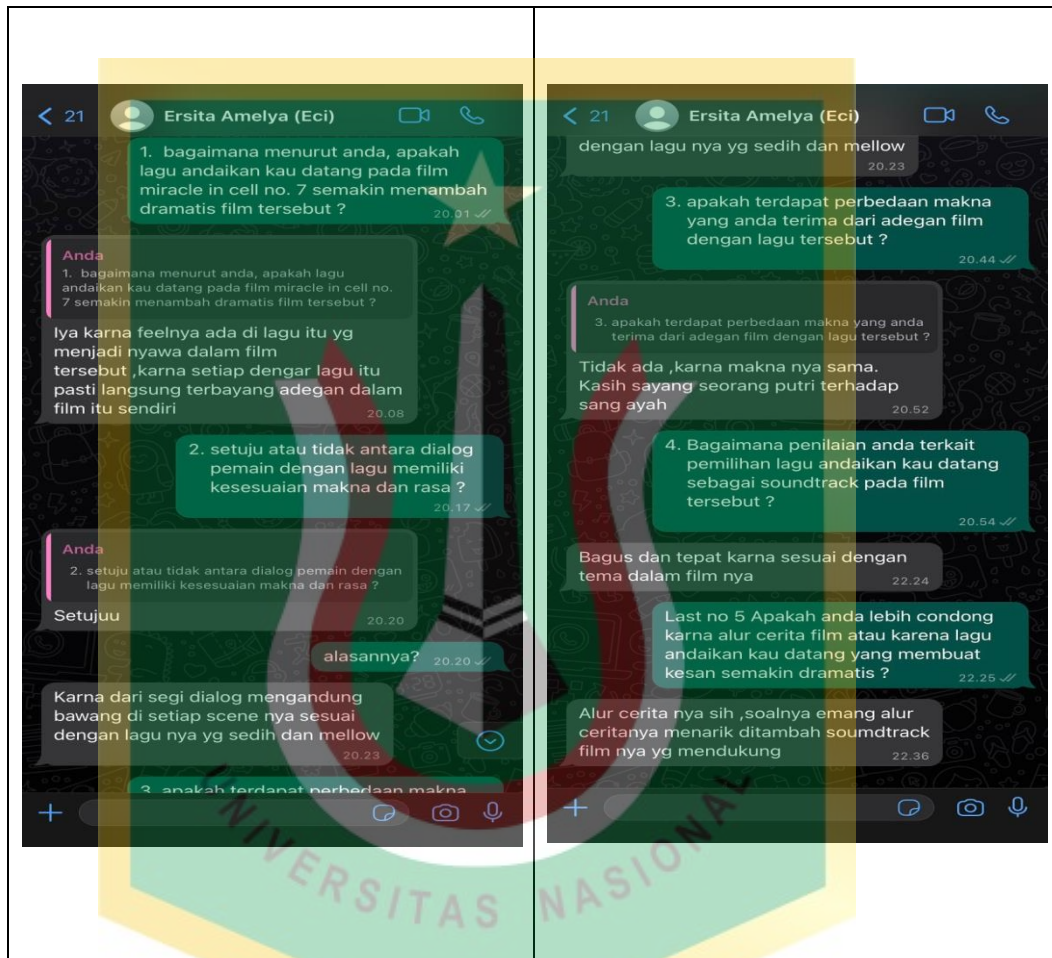 21 Ersita Amelya (Eci)
1. bagaimana menurut anda, apakah
lagu andaikan kau datang pada film
miracle in cell no. 7 semakin menambah
dramatis film tersebut ?
20.01
Anda
1. bagaimana menurut anda, apakah lagu
andaikan kau datang pada film miracle in cell no.
7 semakin menambah dramatis film tersebut ?
Iya karna feelnya ada di lagu itu yg
menjadi nyawa dalam film
tersebut ,karna setiap dengar lagu itu
pasti langsung terbayang adegan dalam
film itu sendiri
20.08
2. setuju atau tidak antara dialog
pemain dengan lagu memiliki
kesesuaian makna dan rasa ?
20.17
Anda
2. setuju atau tidak antara dialog pemain dengan
lagu memiliki kesesuaian makna dan rasa ?
Setujuu
20.20
alasannya? 20.20
Karna dari segi dialog mengandung
bawang di setiap scene nya sesuai
dengan lagu nya yg sedih dan mellow
20.23
3. apakah terdapat perbedaan makna
21 Ersita Amelya (Eci)
dengan lagu nya yg sedih dan mellow
20.23
3. apakah terdapat perbedaan makna
yang anda terima dari adegan film
dengan lagu tersebut ?
20.44
Anda
3. apakah terdapat perbedaan makna yang anda
terima dari adegan film dengan lagu tersebut ?
Tidak ada ,karna makna nya sama.
Kasih sayang seorang putri terhadap
sang ayah
20.52
4. Bagaimana penilaian anda terkait
pemilihan lagu andaikan kau datang
sebagai soundtrack pada film
tersebut ?
20.54
Bagus dan tepat karna sesuai dengan
tema dalam film nya
22.24
Last no 5 Apakah anda lebih condong
karna alur cerita film atau karena lagu
andaikan kau datang yang membuat
kesan semakin dramatis ?
22.25
Alur cerita nya sih ,soalnya emang alur
ceritanya menarik ditambah soumdtrack
film nya yg mendukung
22.36
UNIVERSITAS NASIONAL